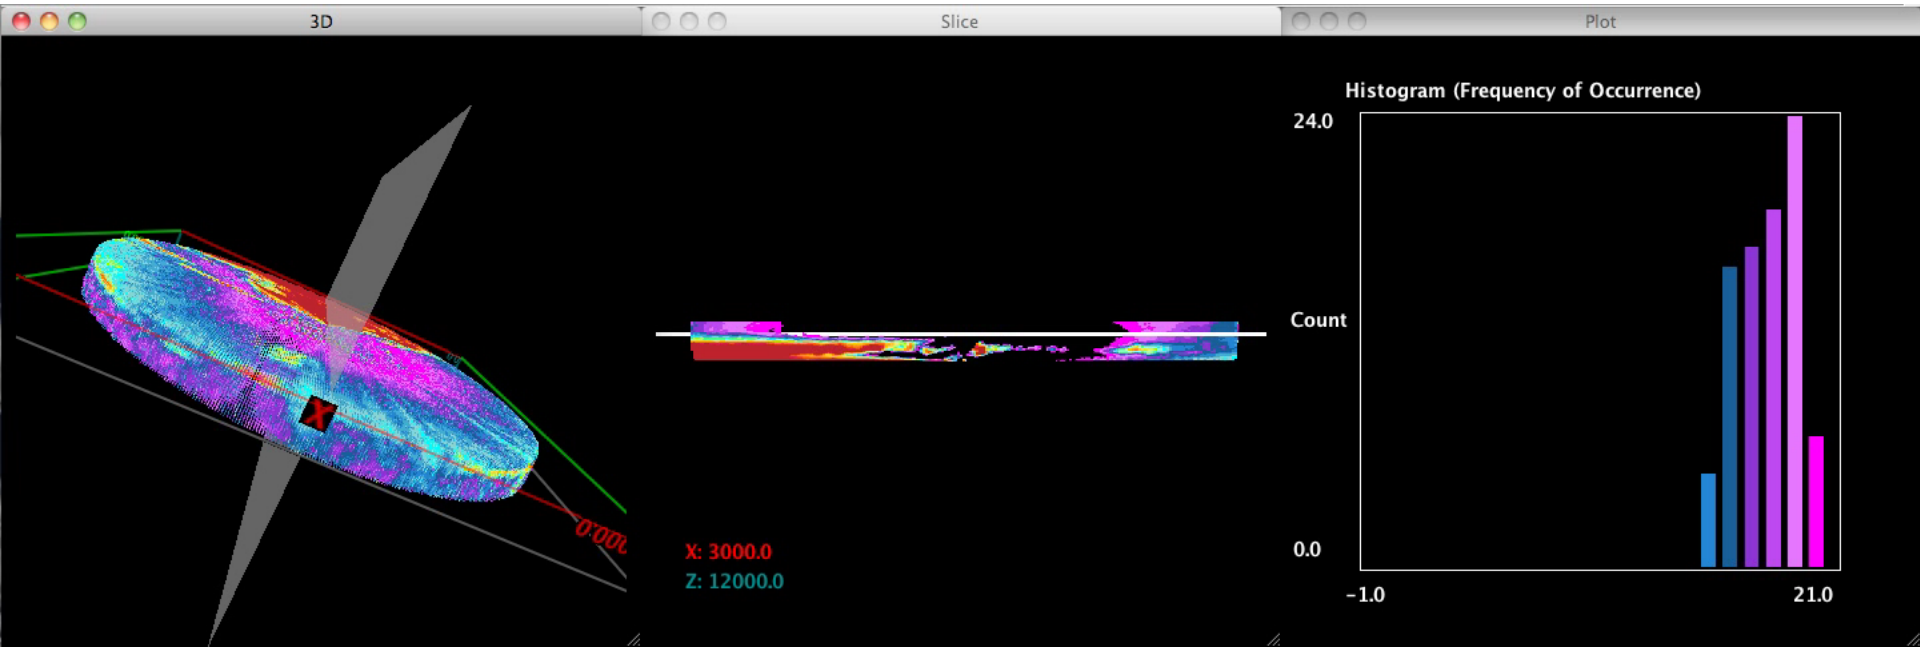 3D
Slice
Plot
X
X: 3000.0
Z: 12000.0
Histogram (Frequency of Occurrence)
24.0
Count
0.0
-1.0
21.0